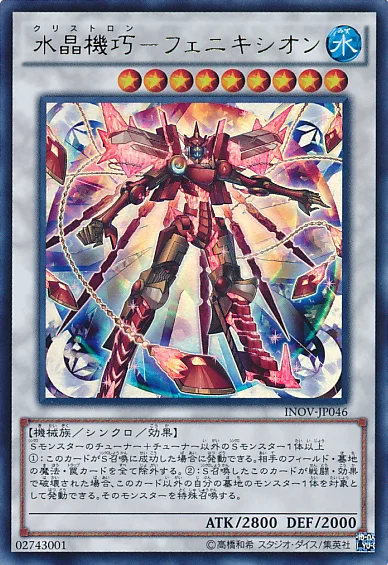 クリストロン
水晶機巧－フェニキシオン
みず
水
INOV-JP046
【機械族／シンクロ／効果】
Ｓモンスターのチューナー＋チューナー以外のＳモンスター１体以上
①：このカードがＳ召喚に成功した場合に発動できる。相手のフィールド・墓地
の魔法・罠カードを全て除外する。②：Ｓ召喚したこのカードが戦闘・効果
で破壊された場合、このカード以外の自分の墓地のＳモンスター１体を対象と
して発動できる。そのモンスターを特殊召喚する。
ATK/2800 DEF/2000
02743001
©高橋和希 スタジオ・ダイス/集英社